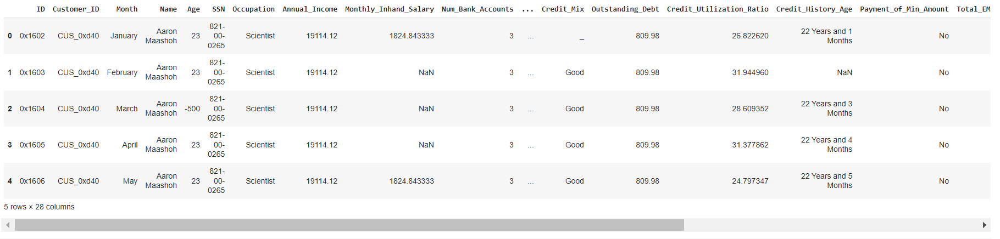 ID Customer_ID Month Name Age SSN Occupation Annual_Income Monthly_Inhand_Salary Num_Bank_Accounts ... Credit_Mix Outstanding_Debt Credit_Utilization_Ratio Credit_History_Age Payment_of_Min_Amount Total_EM
0 0x1602 CUS_0xd40 January Aaron Maashoh 23 821-00-0265 Scientist 19114.12 1824.843333 3 ... _ 809.98 26.822620 22 Years and 1 Months No
1 0x1603 CUS_0xd40 February Aaron Maashoh 23 821-00-0265 Scientist 19114.12 NaN 3 ... Good 809.98 31.944960 NaN No
2 0x1604 CUS_0xd40 March Aaron Maashoh -500 821-00-0265 Scientist 19114.12 NaN 3 ... Good 809.98 28.609352 22 Years and 3 Months No
3 0x1605 CUS_0xd40 April Aaron Maashoh 23 821-00-0265 Scientist 19114.12 NaN 3 ... Good 809.98 31.377862 22 Years and 4 Months No
4 0x1606 CUS_0xd40 May Aaron Maashoh 23 821-00-0265 Scientist 19114.12 1824.843333 3 ... Good 809.98 24.797347 22 Years and 5 Months No
5 rows × 28 columns